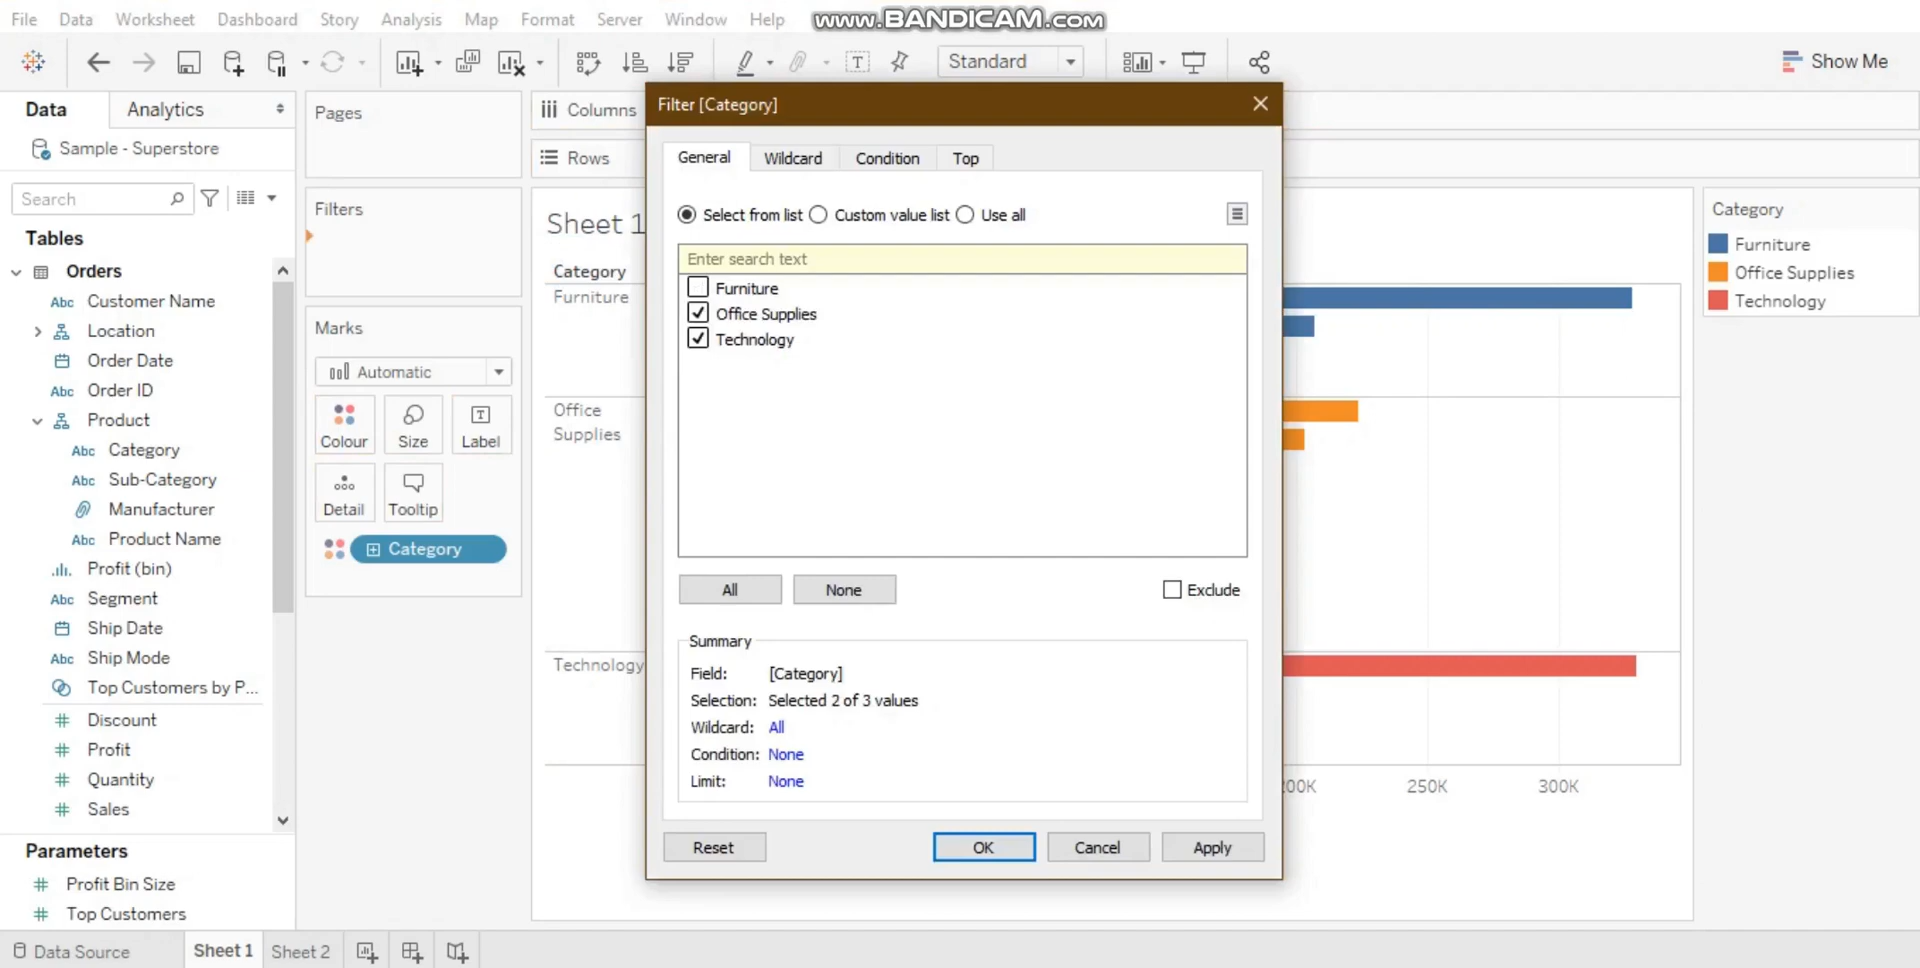 File Data Worksheet Dashboard Story Analysis Map Format Server Window Help www.BANDICAM.com
Standard Show Me
Data Analytics
Sample - Superstore
Search
Tables
Orders
Abc Customer Name
Location
Order Date
Abc Order ID
Product
Abc Category
Abc Sub-Category
Manufacturer
Abc Product Name
Profit (bin)
Abc Segment
Ship Date
Abc Ship Mode
Top Customers by P...
# Discount
# Profit
# Quantity
# Sales
Parameters
# Profit Bin Size
# Top Customers
Pages
Filters
Marks
Automatic
Colour Size Label
Detail Tooltip
Category
Columns
Rows
Sheet 1
Category
Furniture
Office
Supplies
Technology
Filter [Category]
General Wildcard Condition Top
Select from list Custom value list Use all
Enter search text
Furniture
Office Supplies
Technology
All None Exclude
Summary
Field: [Category]
Selection: Selected 2 of 3 values
Wildcard: All
Condition: None
Limit: None
Reset OK Cancel Apply
250K 300K
Category
Furniture
Office Supplies
Technology
Data Source Sheet 1 Sheet 2